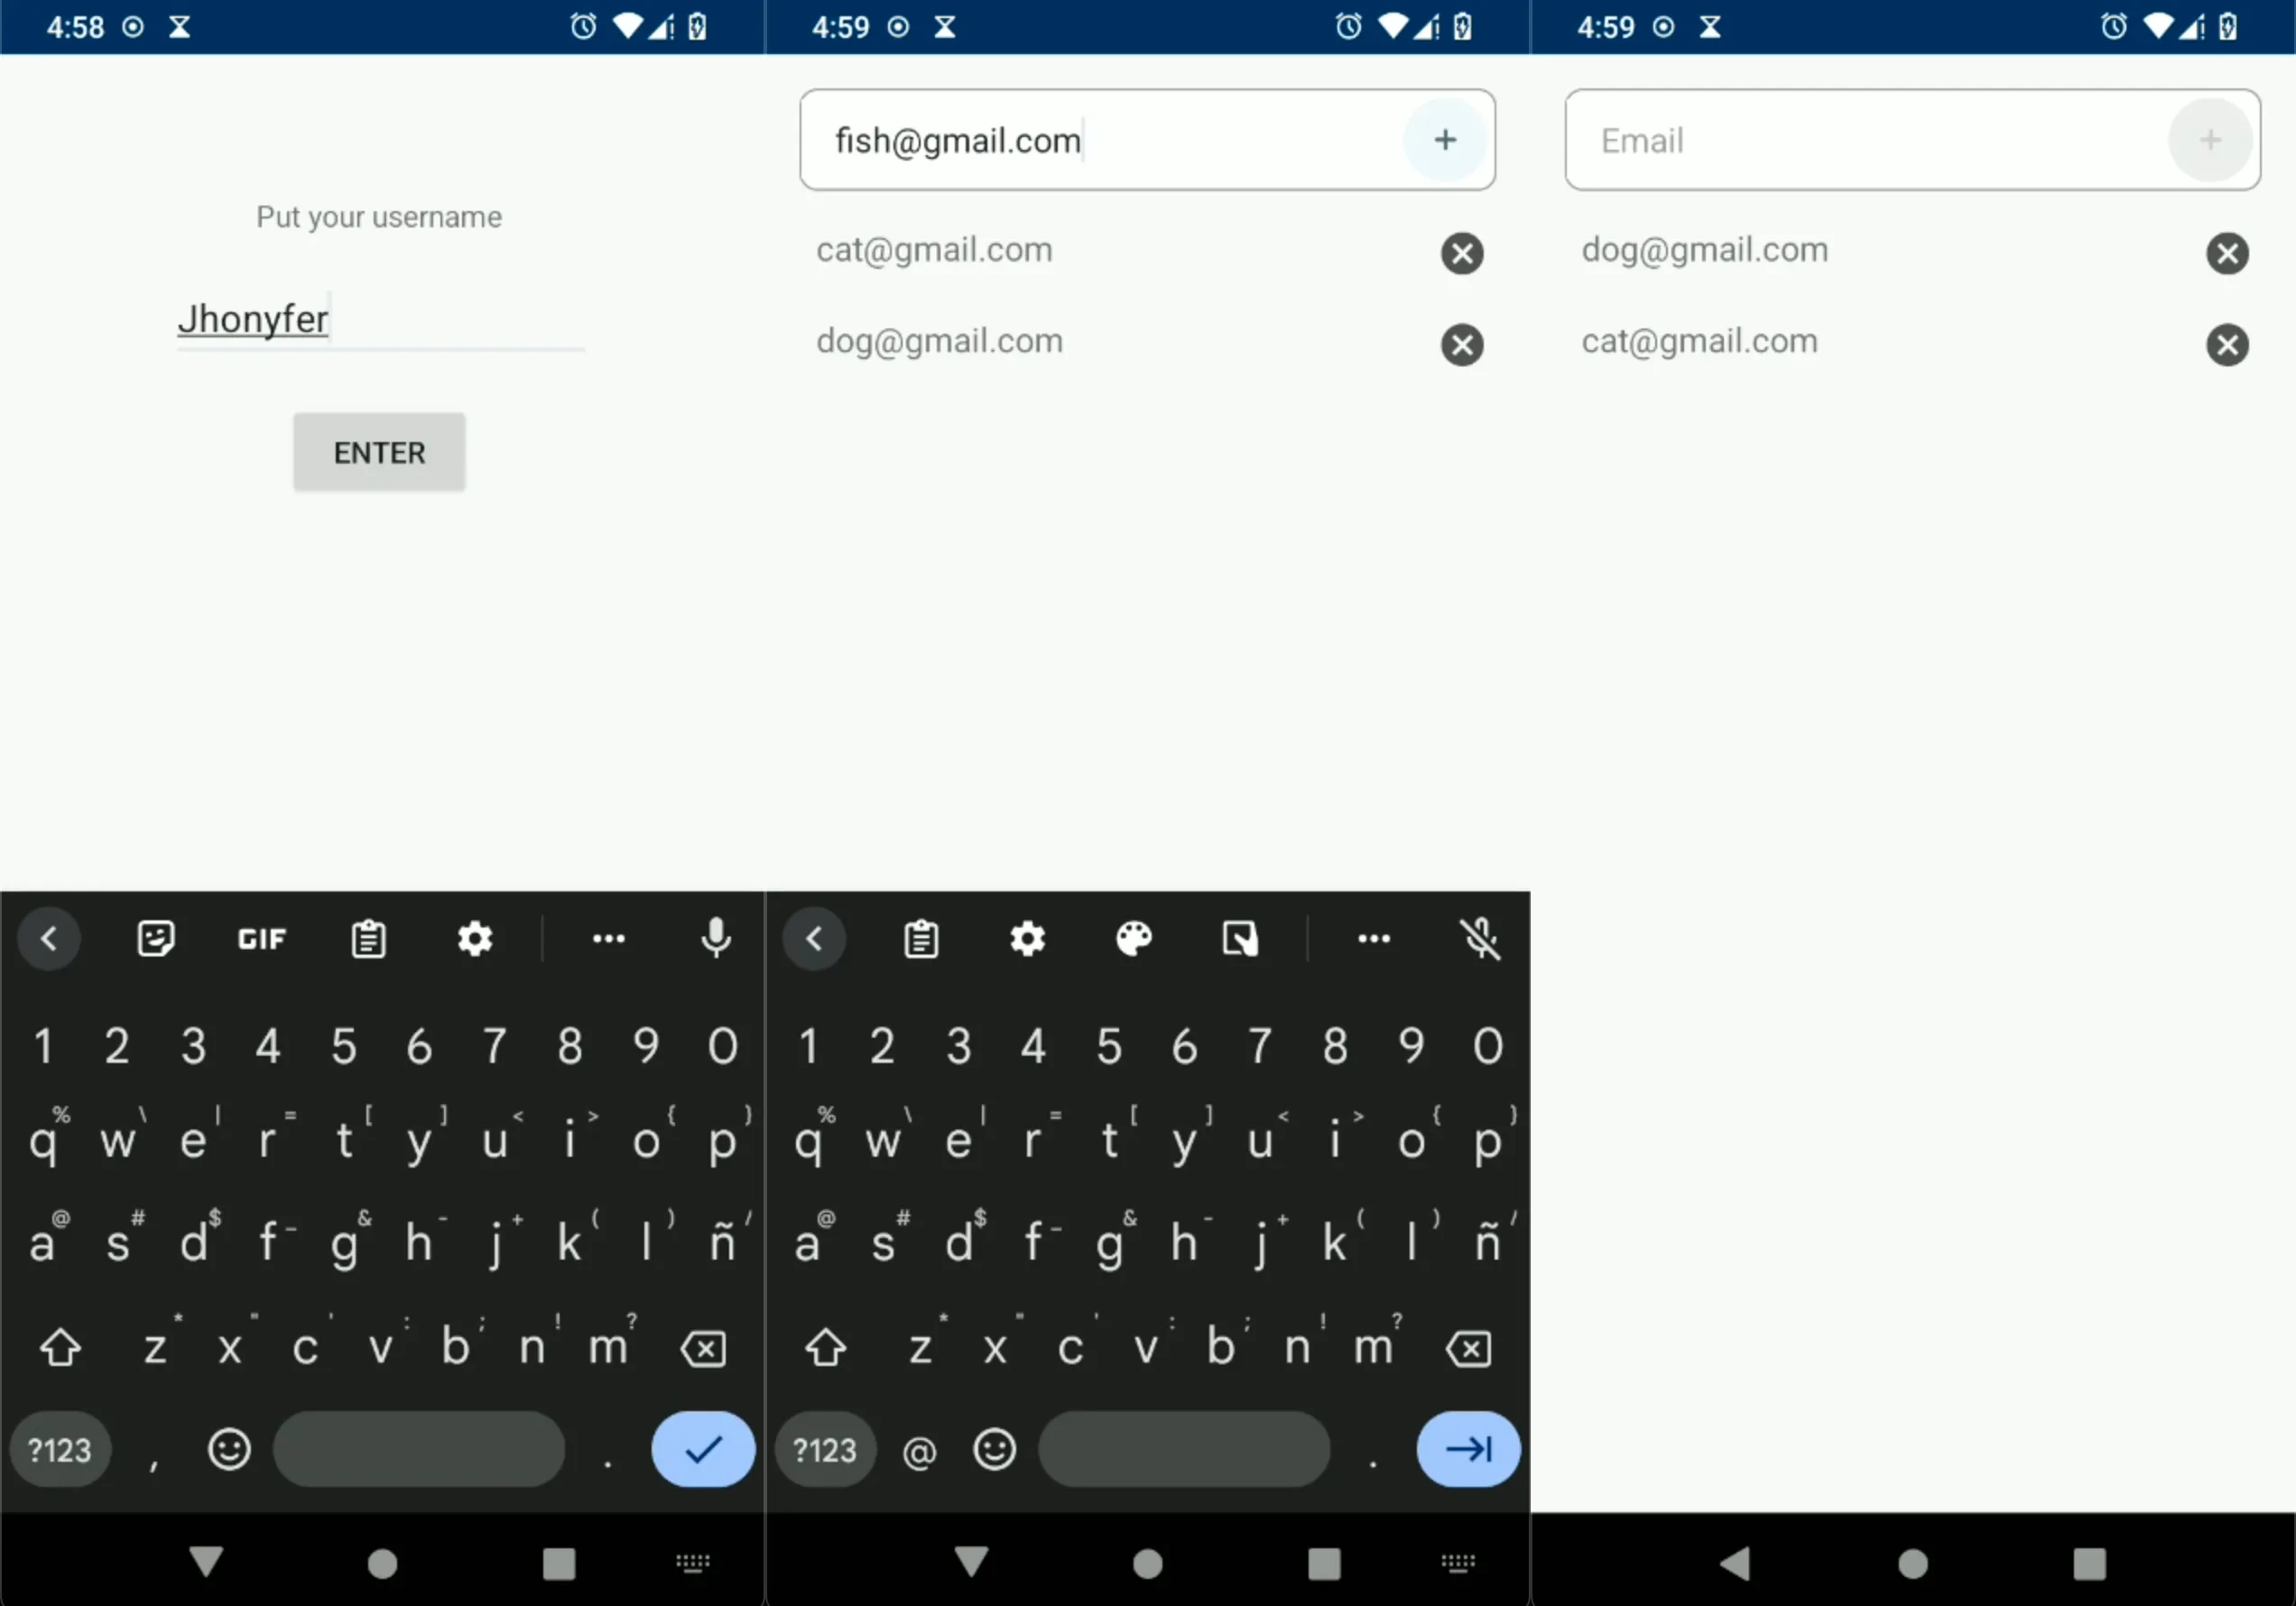 4:58
Put your username
Jhonyfer
ENTER
GIF
1 2 3 4 5 6 7 8 9 0
% \ | = [ ] < > { }
q w e r t y u i o p
@ # $ - & - + ( ) /
a s d f g h j k l ñ
* " ' : ; ! ?
z x c v b n m
?123 , .
4:59
fish@gmail.com +
cat@gmail.com
dog@gmail.com
1 2 3 4 5 6 7 8 9 0
% \ | = [ ] < > { }
q w e r t y u i o p
@ # $ - & - + ( ) /
a s d f g h j k l ñ
* " ' : ; ! ?
z x c v b n m
?123 @ .
4:59
Email +
dog@gmail.com
cat@gmail.com